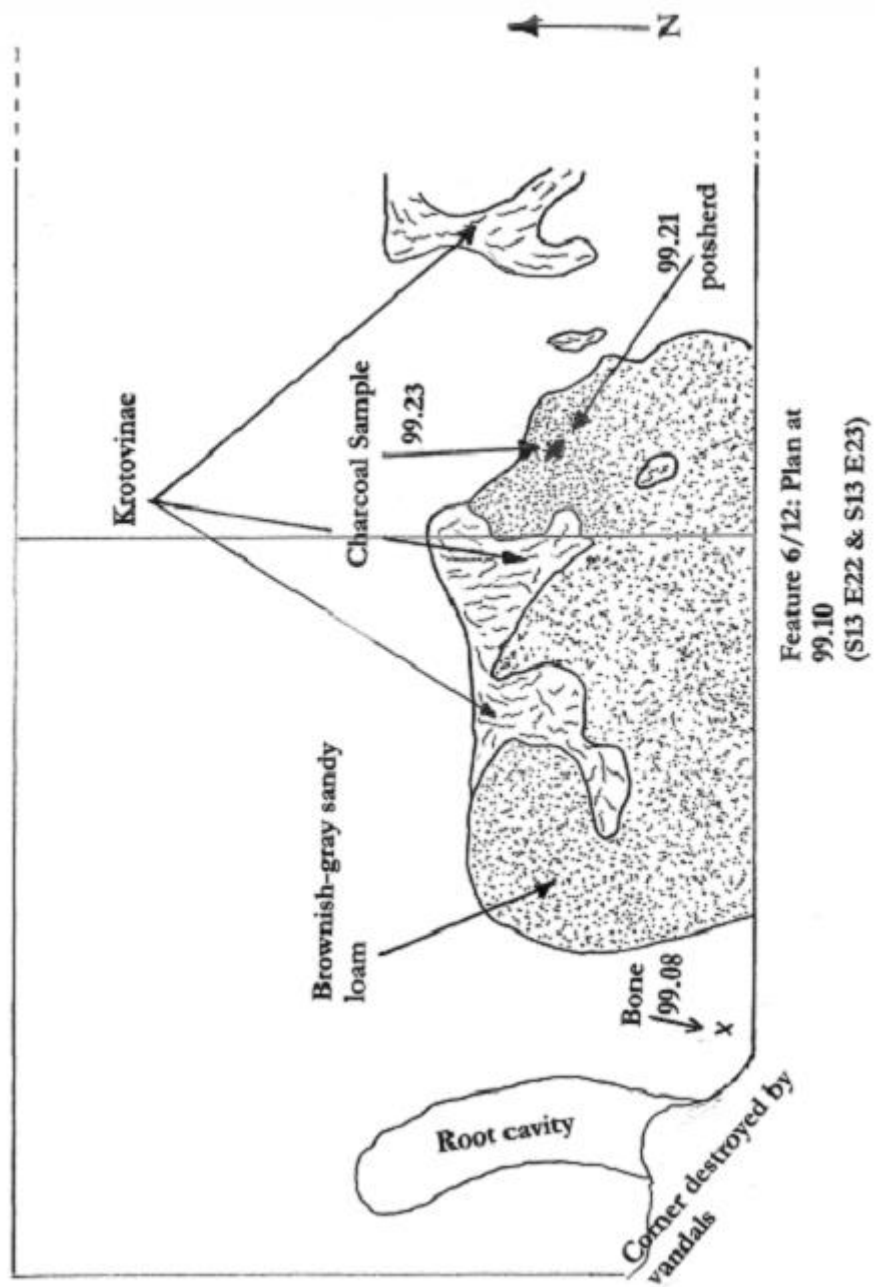 Krotovinae
N
Charcoal Sample
99.23
99.21
potsherd
Brownish-gray sandy
loam
Bone
99.08
x
Root cavity
Corner destroyed by
vandals
Feature 6/12: Plan at
99.10
(S13 E22 & S13 E23)